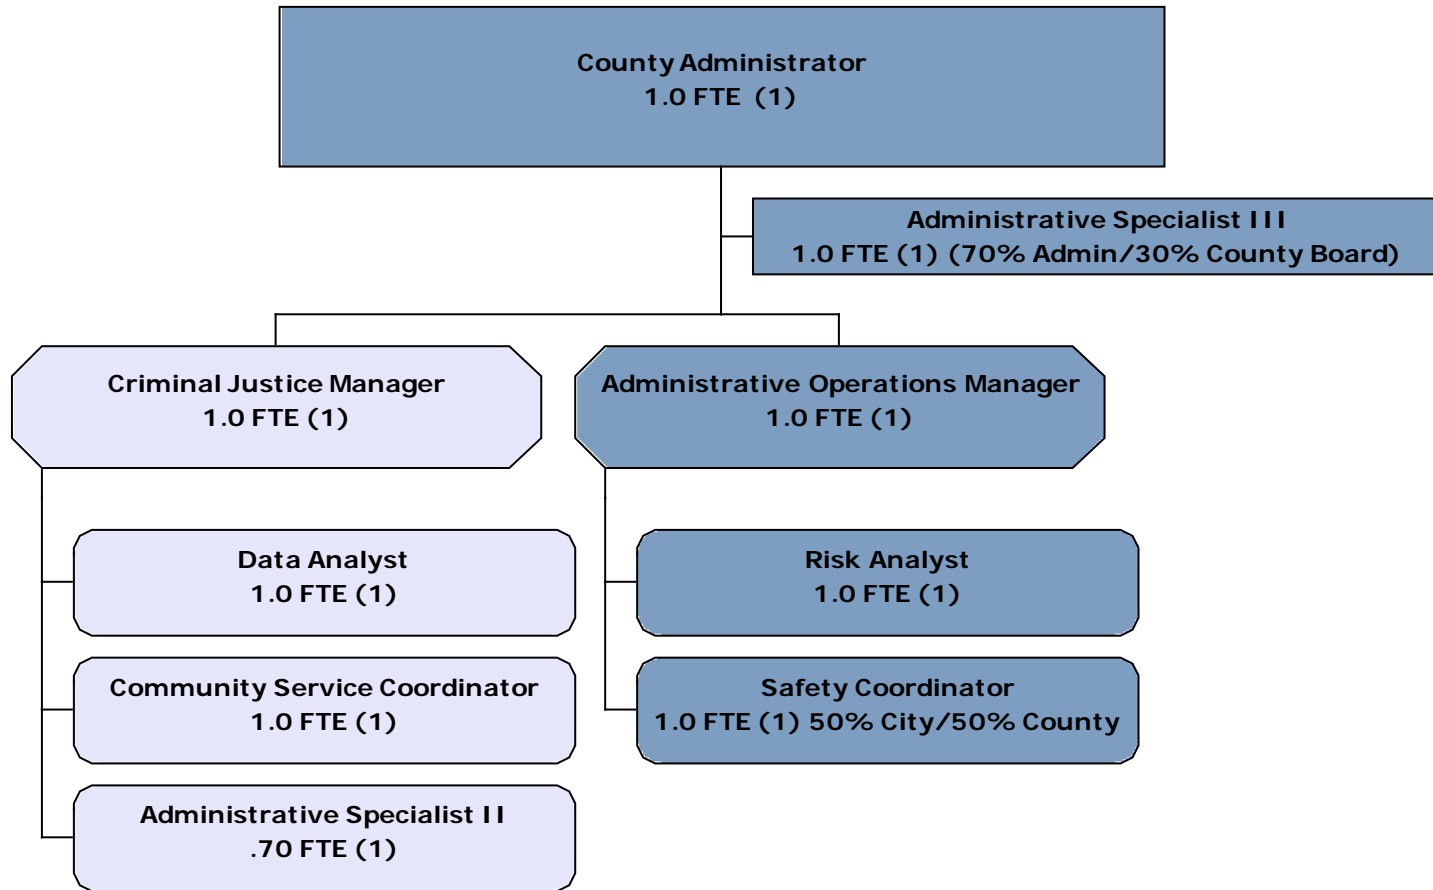 County Administrator
1.0 FTE (1)
Administrative Specialist III
1.0 FTE (1) (70% Admin/30% County Board)
Criminal Justice Manager
1.0 FTE (1)
Administrative Operations Manager
1.0 FTE (1)
Data Analyst
1.0 FTE (1)
Risk Analyst
1.0 FTE (1)
Community Service Coordinator
1.0 FTE (1)
Safety Coordinator
1.0 FTE (1) 50% City/50% County
Administrative Specialist II
.70 FTE (1)